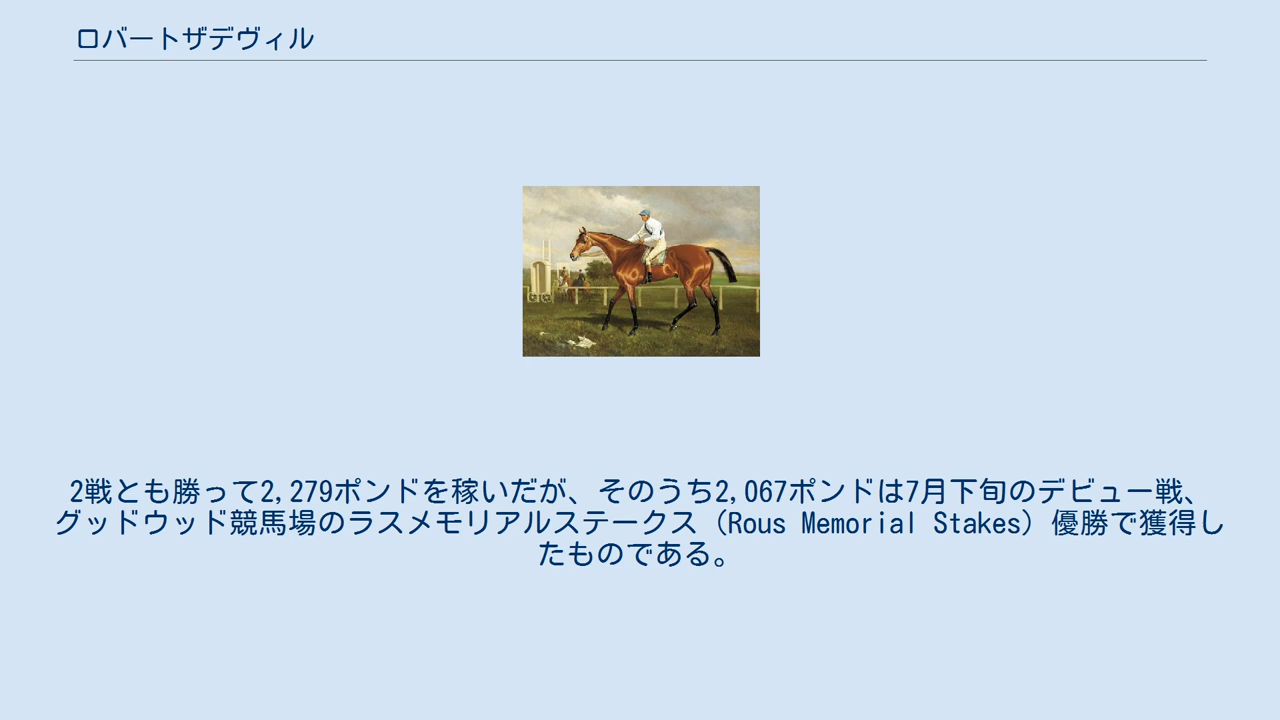 ロバートザデヴィル
2戦とも勝って2,279ポンドを稼いだが、そのうち2,067ポンドは7月下旬のデビュー戦、
グッドウッド競馬場のラスメモリアルステークス（Rous Memorial Stakes）優勝で獲得し
たものである。